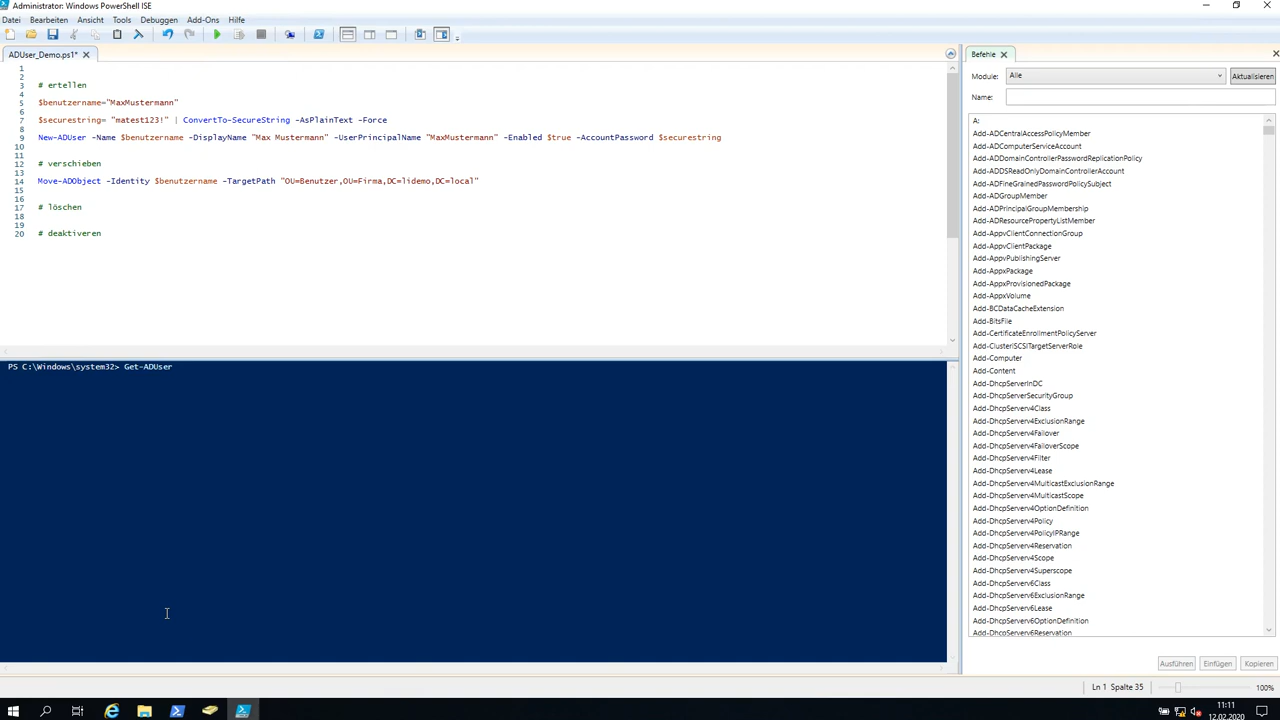 Administrator: Windows PowerShell ISE
Datei Bearbeiten Ansicht Tools Debuggen Add-Ons Hilfe
ADUser_Demo.ps1*
1
2
3 # ertellen
4
5 $benutzername="MaxMustermann"
6
7 $securestring= "matest123!" | ConvertTo-SecureString -AsPlainText -Force
8
9 New-ADUser -Name $benutzername -DisplayName "Max Mustermann" -UserPrincipalName "MaxMustermann" -Enabled $true -AccountPassword $securestring
10
11
12 # verschieben
13
14 Move-ADObject -Identity $benutzername -TargetPath "OU=Benutzer,OU=Firma,DC=lidemo,DC=local"
15
16
17 # löschen
18
19
20 # deaktiveren
PS C:\Windows\system32> Get-ADUser
Befehle
Module: Alle Aktualisieren
Name:
A:
Add-ADCentralAccessPolicyMember
Add-ADComputerServiceAccount
Add-ADDomainControllerPasswordReplicationPolicy
Add-ADDSReadOnlyDomainControllerAccount
Add-ADFineGrainedPasswordPolicySubject
Add-ADGroupMember
Add-ADPrincipalGroupMembership
Add-ADResourcePropertyListMember
Add-AppvClientConnectionGroup
Add-AppvClientPackage
Add-AppvPublishingServer
Add-AppxPackage
Add-AppxProvisionedPackage
Add-AppxVolume
Add-BCDataCacheExtension
Add-BitsFile
Add-CertificateEnrollmentPolicyServer
Add-ClusteriSCSITargetServerRole
Add-Computer
Add-Content
Add-DhcpServerInDC
Add-DhcpServerSecurityGroup
Add-DhcpServerv4Class
Add-DhcpServerv4ExclusionRange
Add-DhcpServerv4Failover
Add-DhcpServerv4FailoverScope
Add-DhcpServerv4Filter
Add-DhcpServerv4Lease
Add-DhcpServerv4MulticastExclusionRange
Add-DhcpServerv4MulticastScope
Add-DhcpServerv4OptionDefinition
Add-DhcpServerv4Policy
Add-DhcpServerv4PolicyIPRange
Add-DhcpServerv4Reservation
Add-DhcpServerv4Scope
Add-DhcpServerv4Superscope
Add-DhcpServerv6Class
Add-DhcpServerv6ExclusionRange
Add-DhcpServerv6Lease
Add-DhcpServerv6OptionDefinition
Add-DhcpServerv6Reservation
Ausführen Einfügen Kopieren
Ln 1 Spalte 35 100%
11:11
12.02.2020